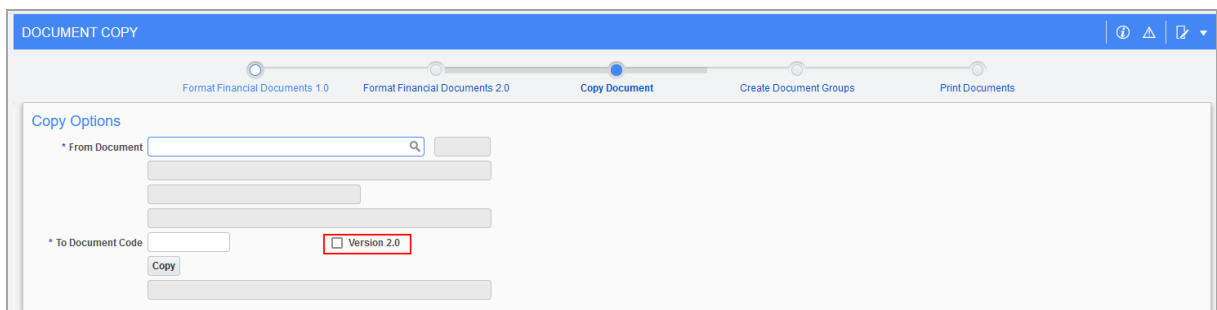 DOCUMENT COPY
Format Financial Documents 1.0 Format Financial Documents 2.0 Copy Document Create Document Groups Print Documents
Copy Options
* From Document
* To Document Code Version 2.0
Copy